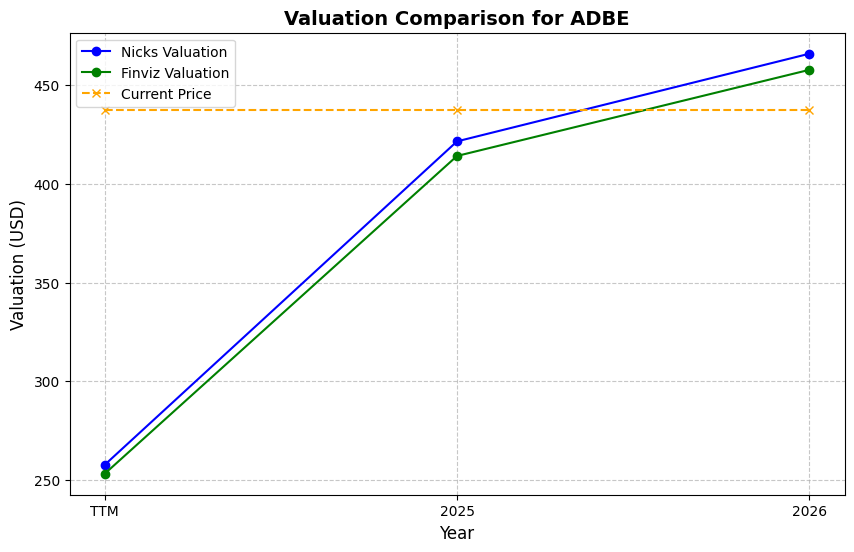 Valuation Comparison for ADBE
Nicks Valuation
Finviz Valuation
Current Price
Valuation (USD)
450
400
350
300
250
TTM
2025
2026
Year